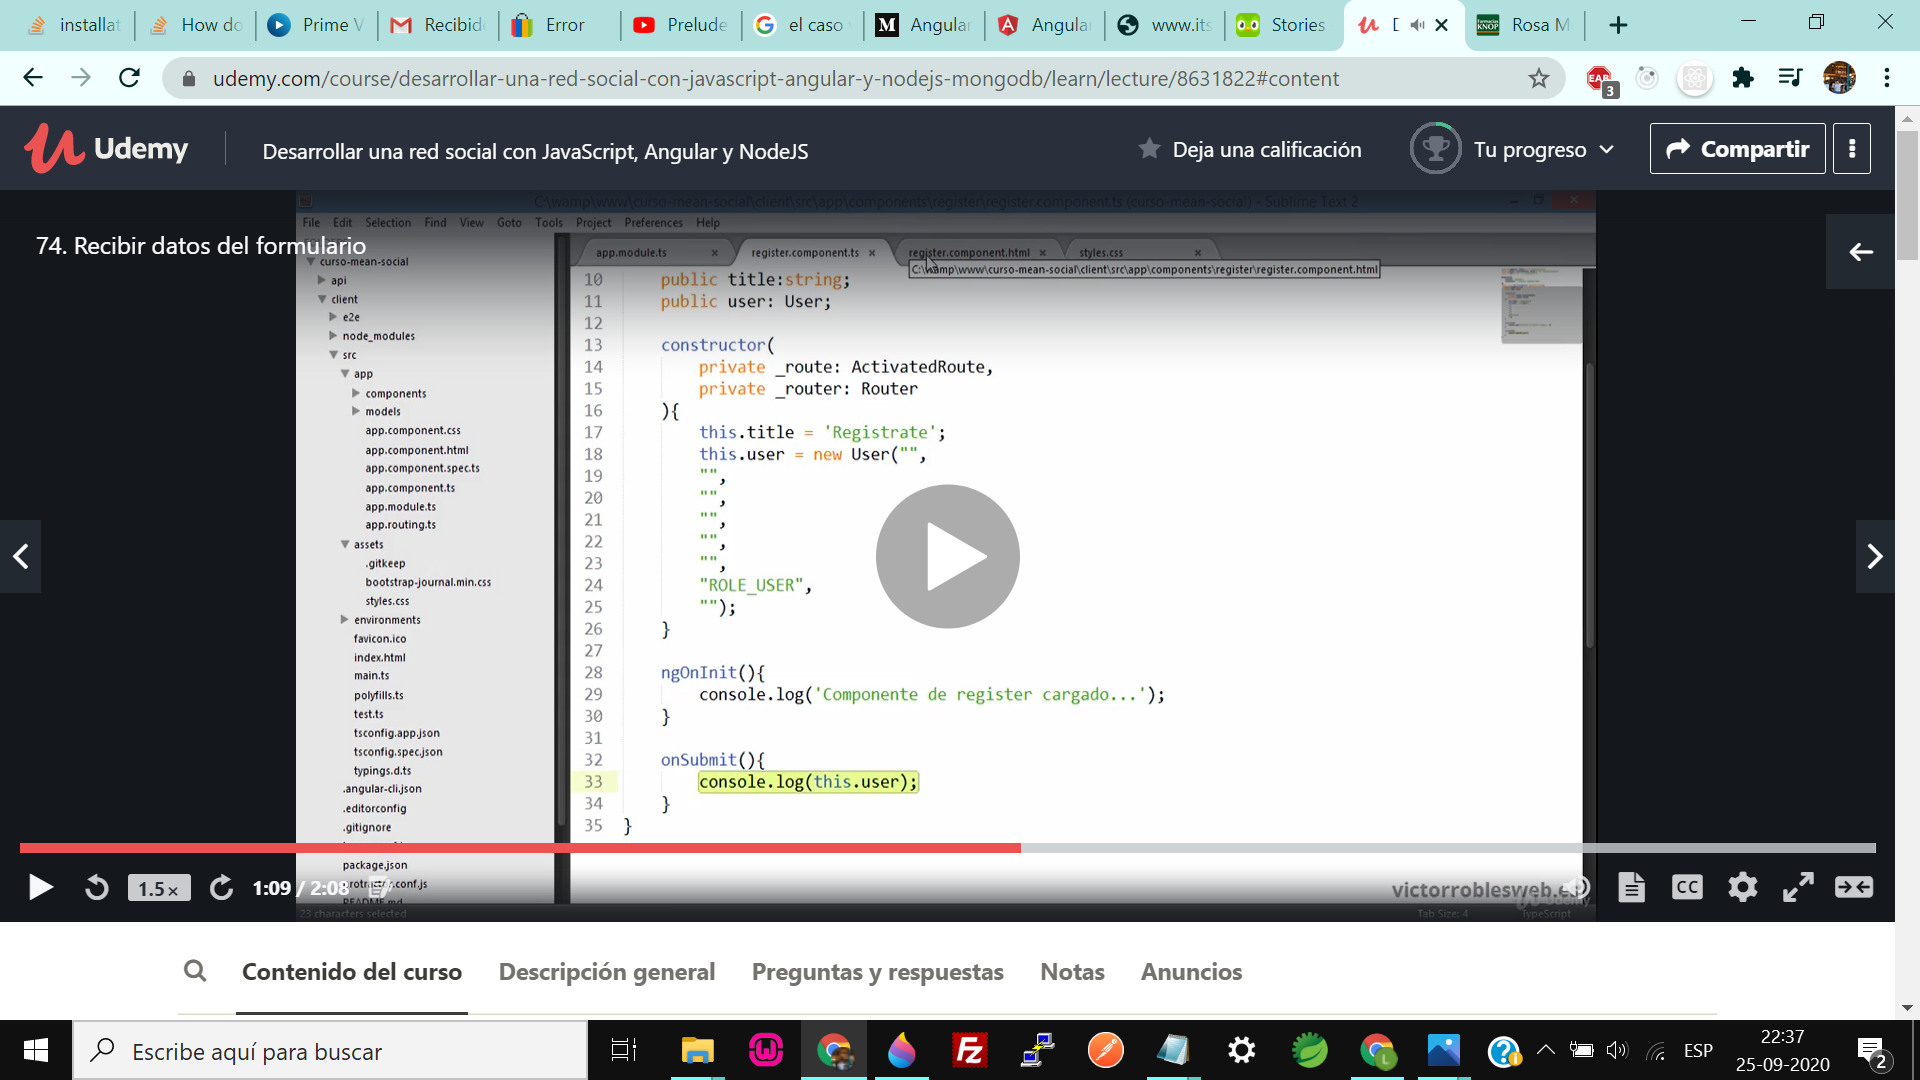 installat
How do
Prime V
Recibid
Error
Prelude
el caso
M Angular
Angular
www.its
Stories
Rosa M
udemy.com/course/desarrollar-una-red-social-con-javascript-angular-y-nodejs-mongodb/learn/lecture/8631822#content
3
Udemy
Desarrollar una red social con JavaScript, Angular y NodeJS
Deja una calificación
Tu progreso
Compartir
C:\wamp\www\curso-mean-social\client\src\app\components\register\register.component.ts (curso-mean-social) - Sublime Text 2
File Edit Selection Find View Goto Tools Project Preferences Help
74. Recibir datos del formulario
app.module.ts × register.component.ts × register.component.html × styles.css ×
C:\wamp\www\curso-mean-social\client\src\app\components\register\register.component.html
curso-mean-social
api
client
e2e
node_modules
src
app
components
models
app.component.css
app.component.html
app.component.spec.ts
app.component.ts
app.module.ts
app.routing.ts
assets
.gitkeep
bootstrap-journal.min.css
styles.css
environments
favicon.ico
index.html
main.ts
polyfills.ts
test.ts
tsconfig.app.json
tsconfig.spec.json
typings.d.ts
.angular-cli.json
.editorconfig
.gitignore
package.json
README.md
10 public title:string;
11 public user: User;
12
13 constructor(
14 private _route: ActivatedRoute,
15 private _router: Router
16 ){
17 this.title = 'Registrate';
18 this.user = new User("",
19 "",
20 "",
21 "",
22 "",
23 "",
24 "ROLE_USER",
25 "");
26 }
27
28 ngOnInit(){
29 console.log('Componente de register cargado...');
30 }
31
32 onSubmit(){
33 console.log(this.user);
34 }
35 }
1.5×
1:09 / 2:08
victorroblesweb.es
Udemy
CC
23 characters selected
Tab Size: 4
TypeScript
Contenido del curso
Descripción general
Preguntas y respuestas
Notas
Anuncios
Escribe aquí para buscar
ESP
22:37
25-09-2020
2